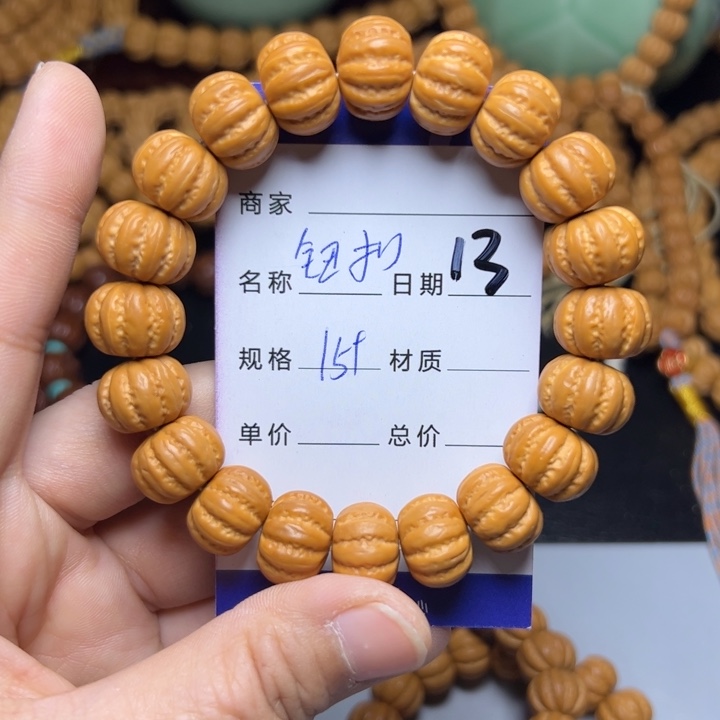 商家
名称 钮扣 日期 13
规格 15+ 材质
单价 总价